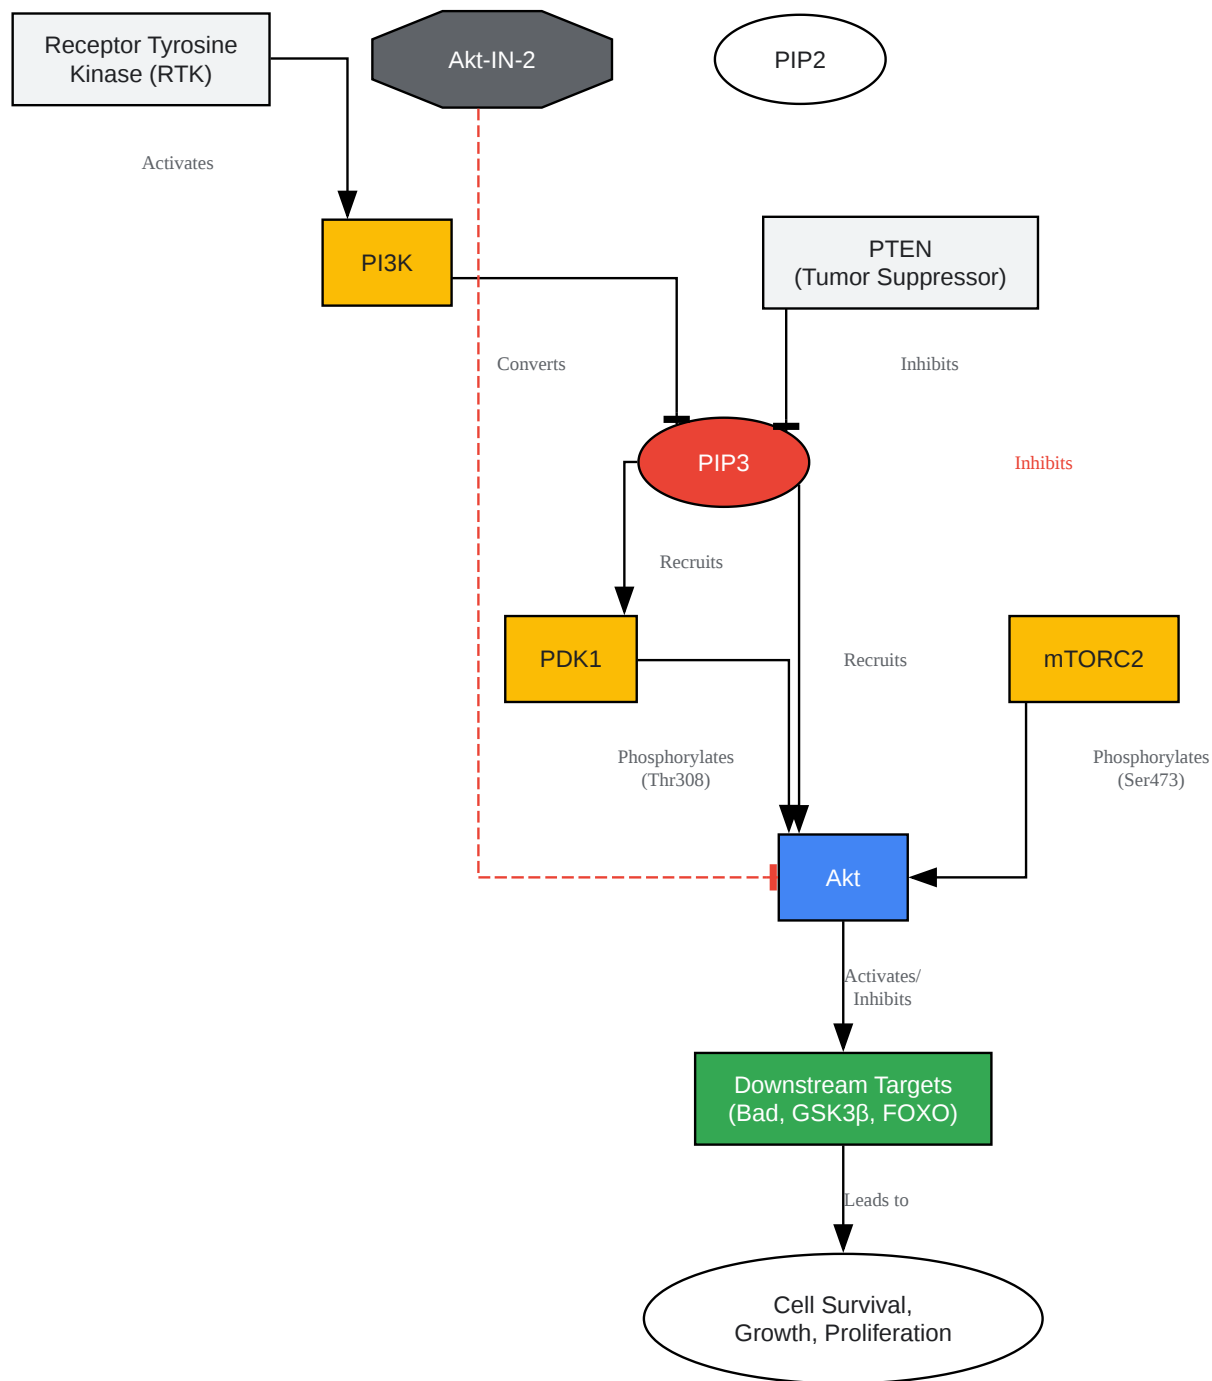 Receptor Tyrosine
Kinase (RTK)
Akt-IN-2
PIP2
Activates
PI3K
PTEN
(Tumor Suppressor)
Converts
Inhibits
PIP3
Inhibits
Recruits
PDK1
Recruits
mTORC2
Phosphorylates
(Thr308)
Phosphorylates
(Ser473)
Akt
Activates/
Inhibits
Downstream Targets
(Bad, GSK3β, FOXO)
Leads to
Cell Survival,
Growth, Proliferation